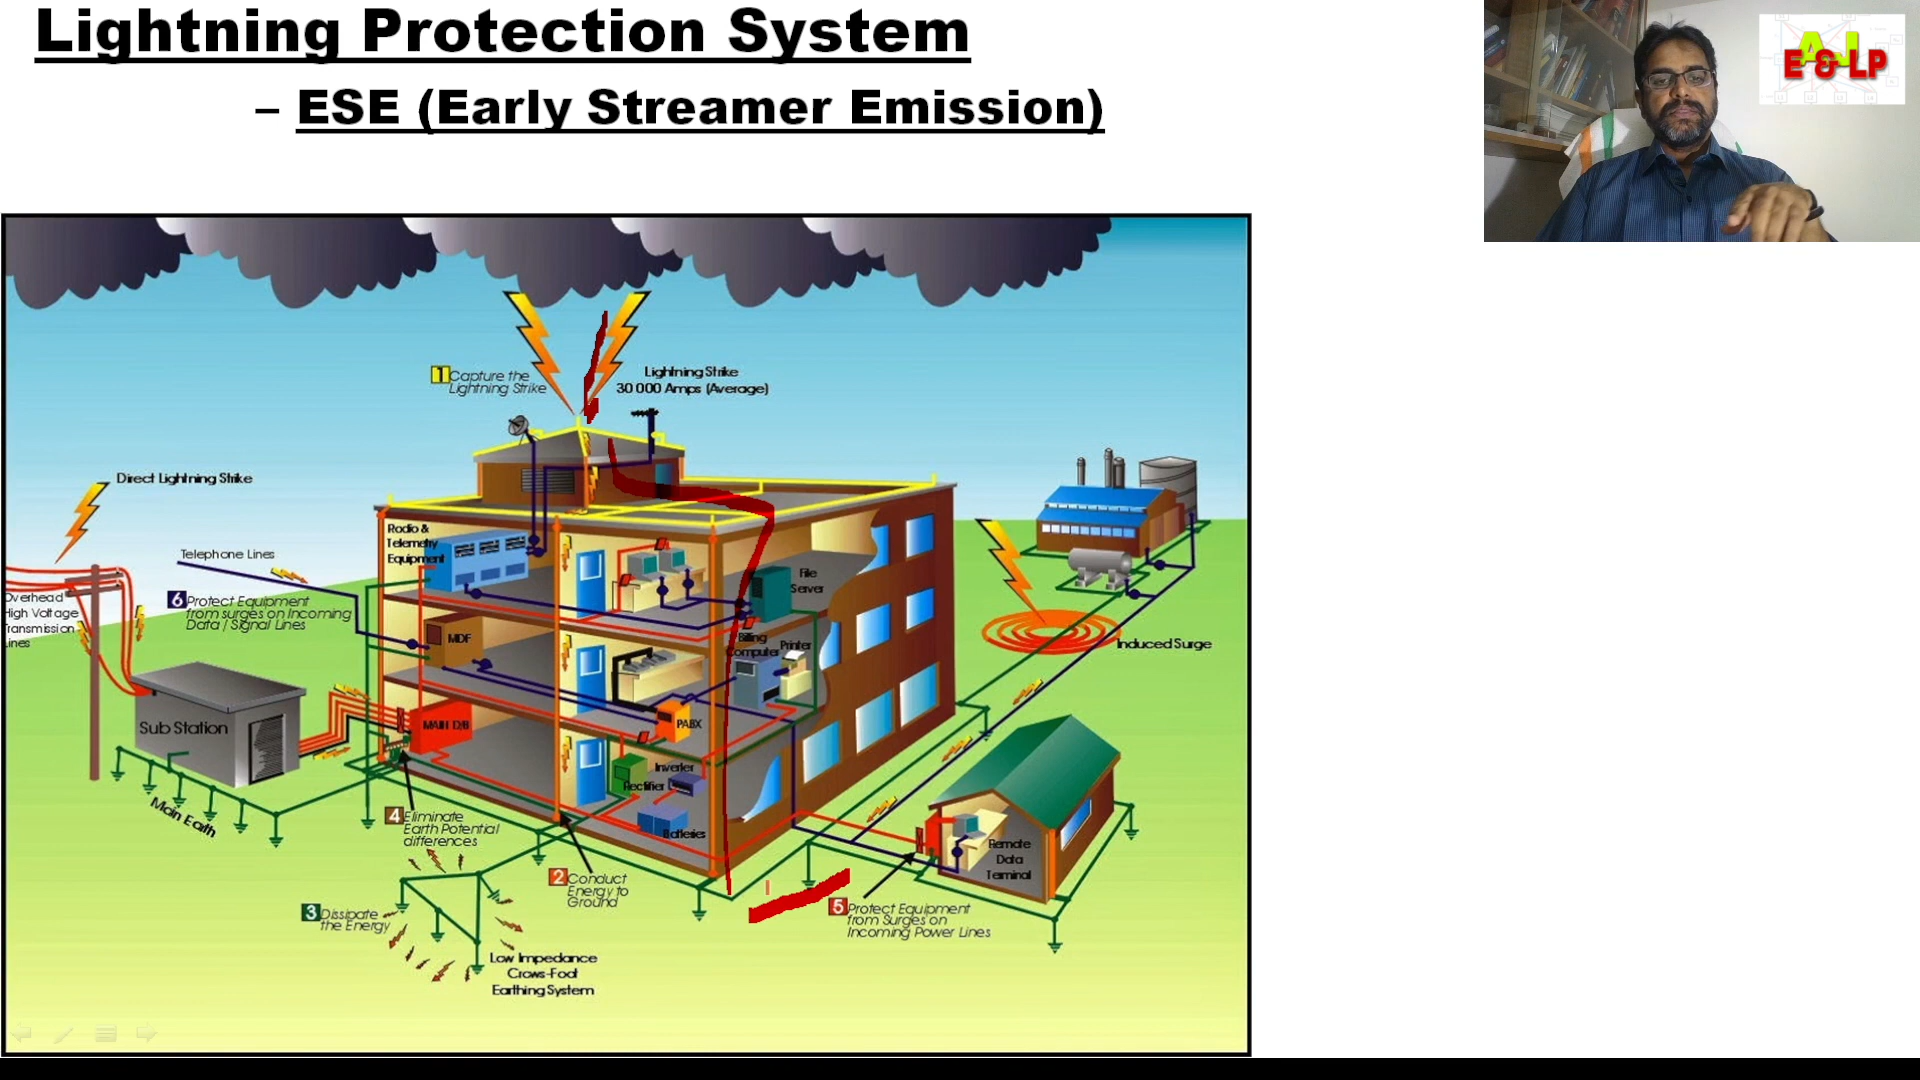 Lightning Protection System
– ESE (Early Streamer Emission)
AJ
E & LP
1 Capture the
Lightning Strike
Lightning Strike
30 000 Amps (Average)
Direct Lightning Strike
Telephone Lines
Radio &
Telemetry
Equipment
File
Server
Overhead
High Voltage
Transmission
Lines
6 Protect Equipment
from surges on Incoming
Data / Signal Lines
MDF
Billing
Computer
Printer
Induced Surge
Sub Station
MAIN D/B
PABX
Inverter
Rectifier
Batteries
Main Earth
4 Eliminate
Earth Potential
differences
Remote
Data
Terminal
2 Conduct
Energy to
Ground
3 Dissipate
the Energy
5 Protect Equipment
from Surges on
Incoming Power Lines
Low Impedance
Crows-Foot
Earthing System